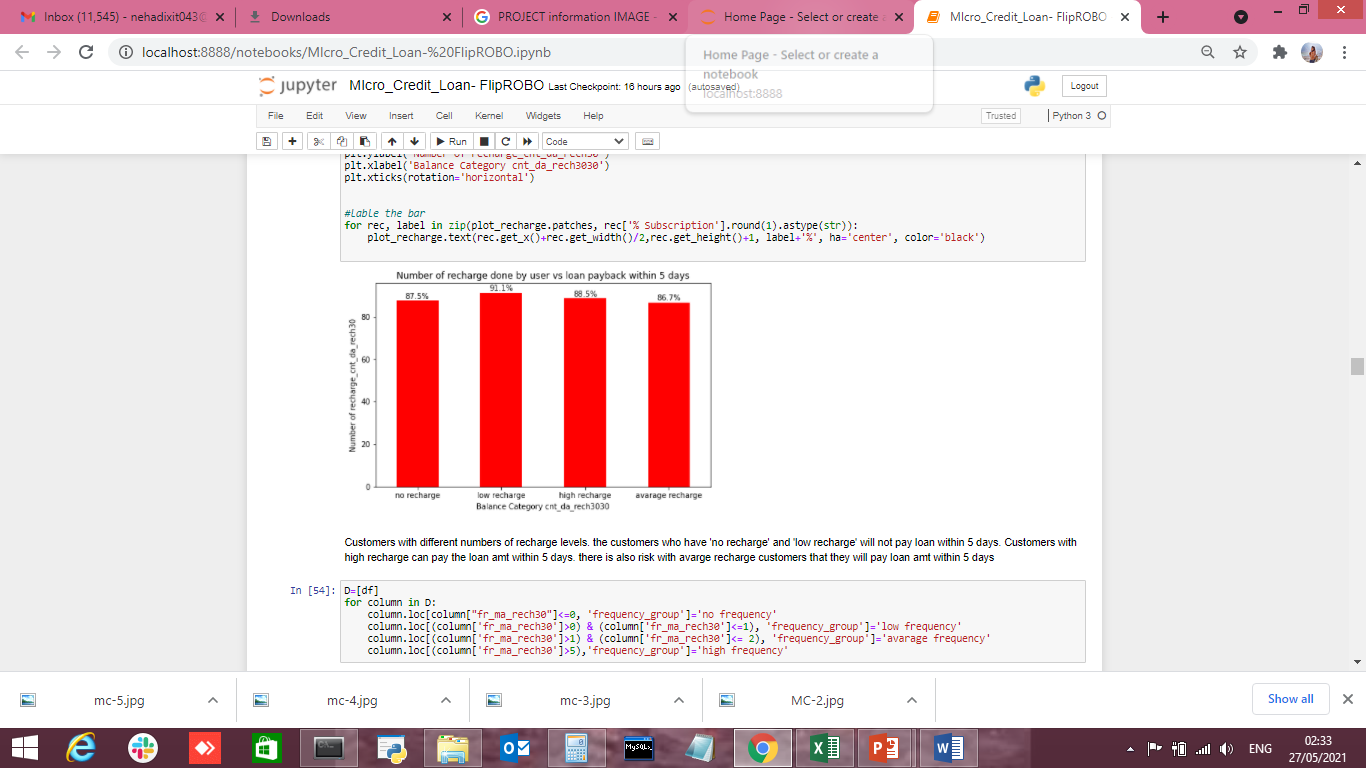 Inbox (11,545) - nehadixit043@
Downloads
PROJECT information IMAGE -
Home Page - Select or create a
MIcro_Credit_Loan- FlipROBO
localhost:8888/notebooks/MIcro_Credit_Loan-%20FlipROBO.ipynb
Home Page - Select or create a
notebook
localhost:8888
jupyter MIcro_Credit_Loan- FlipROBO Last Checkpoint: 16 hours ago (autosaved)
Logout
File Edit View Insert Cell Kernel Widgets Help
Trusted
Python 3
Run
Code
plt.ylabel('Number of recharge_cnt_da_rech30')
plt.xlabel('Balance Category cnt_da_rech3030')
plt.xticks(rotation='horizontal')
#Lable the bar
for rec, label in zip(plot_recharge.patches, rec['% Subscription'].round(1).astype(str)):
plot_recharge.text(rec.get_x()+rec.get_width()/2,rec.get_height()+1, label+'%', ha='center', color='black')
Number of recharge done by user vs loan payback within 5 days
87.5%
91.1%
88.5%
86.7%
80
60
40
20
0
Number of recharge_cnt_da_rech30
no recharge
low recharge
high recharge
avarage recharge
Balance Category cnt_da_rech3030
Customers with different numbers of recharge levels. the customers who have 'no recharge' and 'low recharge' will not pay loan within 5 days. Customers with
high recharge can pay the loan amt within 5 days. there is also risk with avarge recharge customers that they will pay loan amt within 5 days
In [54]:
D=[df]
for column in D:
column.loc[column["fr_ma_rech30"]<=0, 'frequency_group']='no frequency'
column.loc[(column['fr_ma_rech30']>0) & (column['fr_ma_rech30']<=1), 'frequency_group']='low frequency'
column.loc[(column['fr_ma_rech30']>1) & (column['fr_ma_rech30']<= 2), 'frequency_group']='avarage frequency'
column.loc[(column['fr_ma_rech30']>5),'frequency_group']='high frequency'
mc-5.jpg
mc-4.jpg
mc-3.jpg
MC-2.jpg
Show all
MySQL
ENG
02:33
27/05/2021